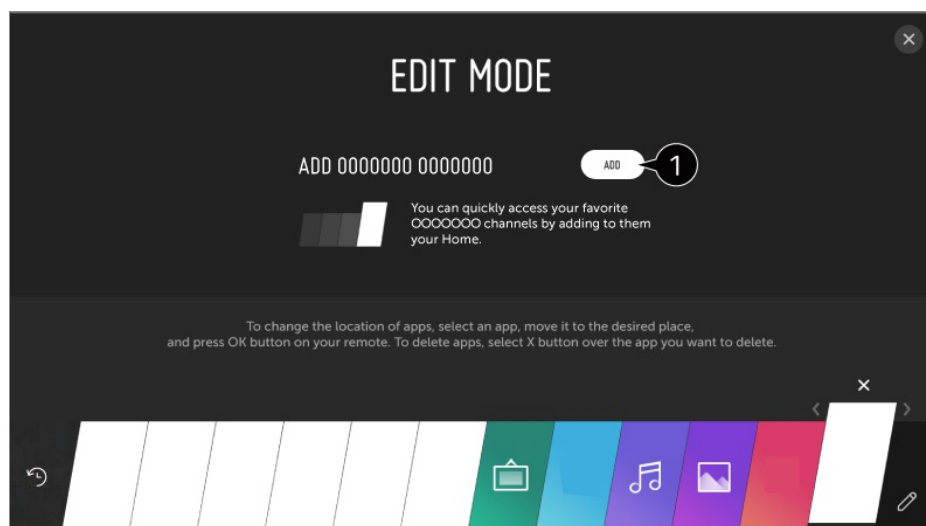 EDIT MODE
ADD OOOOOOO OOOOOOO
ADD
1
You can quickly access your favorite
OOOOOOO channels by adding to them
your Home.
To change the location of apps, select an app, move it to the desired place,
and press OK button on your remote. To delete apps, select X button over the app you want to delete.